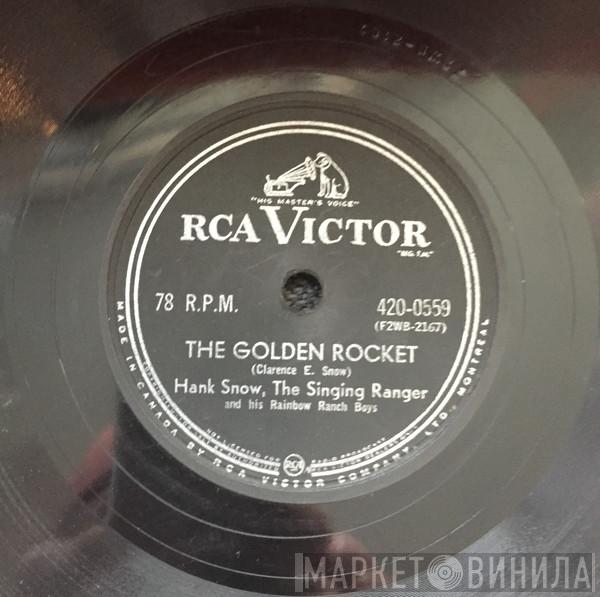 "HIS MASTER'S VOICE"
RCA VICTOR
78 R.P.M.
420-0559
(F2WB-2167)
THE GOLDEN ROCKET
(Clarence E. Snow)
Hank Snow, The Singing Ranger
and his Rainbow Ranch Boys
RCA
MADE IN CANADA BY RCA VICTOR COMPANY, LTD., MONTREAL
МАРКЕТ ВИНИЛА